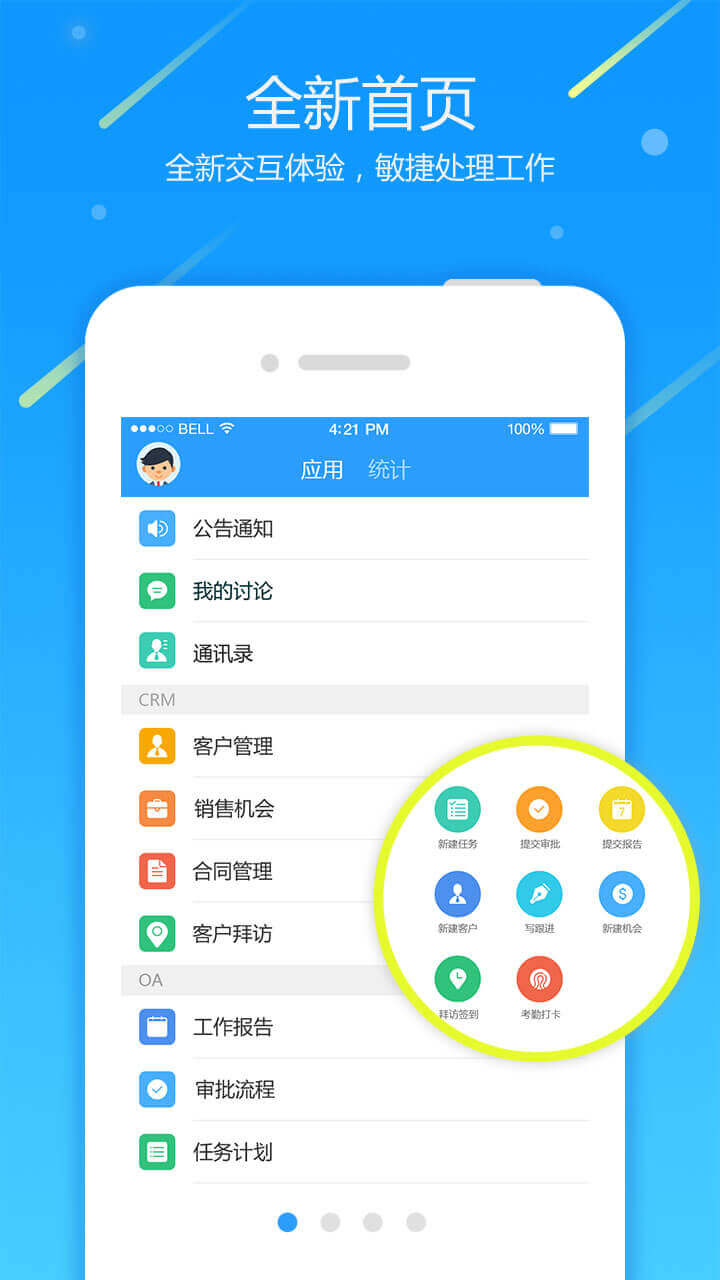 全新首页
全新交互体验，敏捷处理工作
BELL 4:21 PM 100%
应用 统计
公告通知
我的讨论
通讯录
CRM
客户管理
销售机会
合同管理
客户拜访
OA
工作报告
审批流程
任务计划
新建任务 提交审批 7 提交报告
新建客户 写跟进 $ 新建机会
拜访签到 考勤打卡